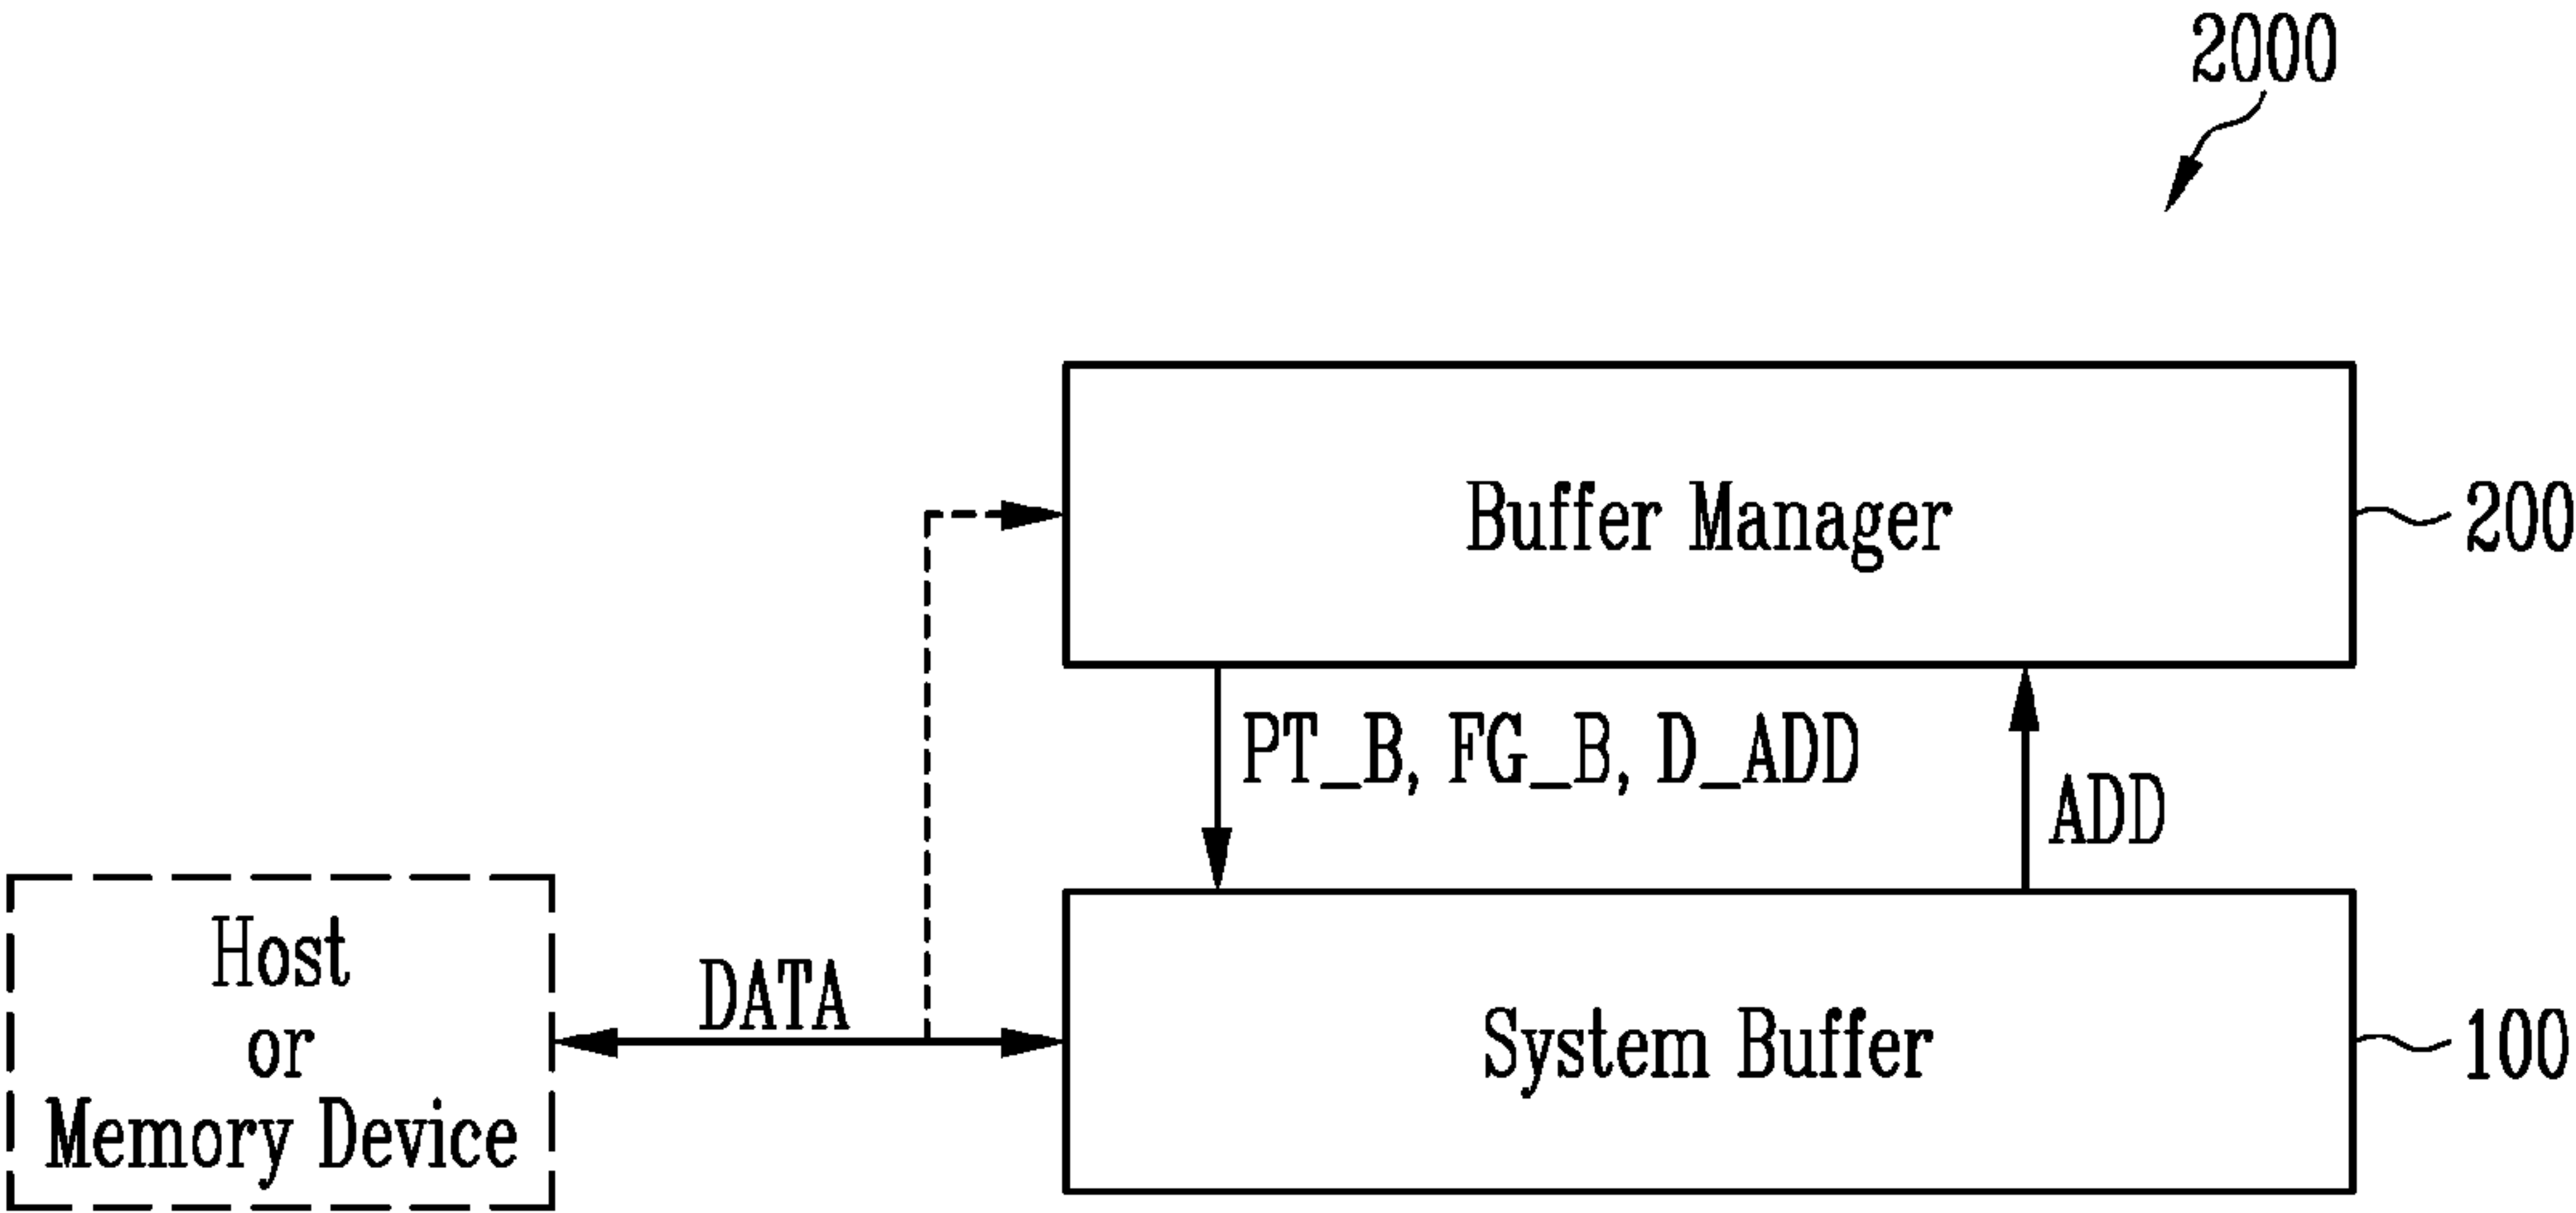 2000
Buffer Manager
200
PT_B, FG_B, D_ADD
ADD
Host
or
Memory Device
DATA
System Buffer
100